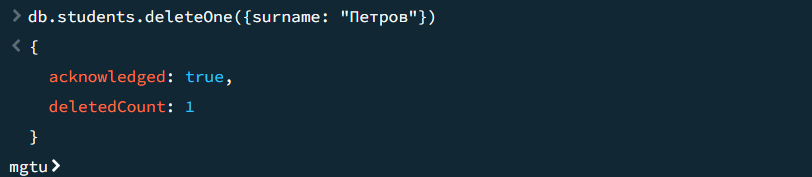 > db.students.deleteOne({surname: "Петров"})
< {
acknowledged: true,
deletedCount: 1
}
mgtu>